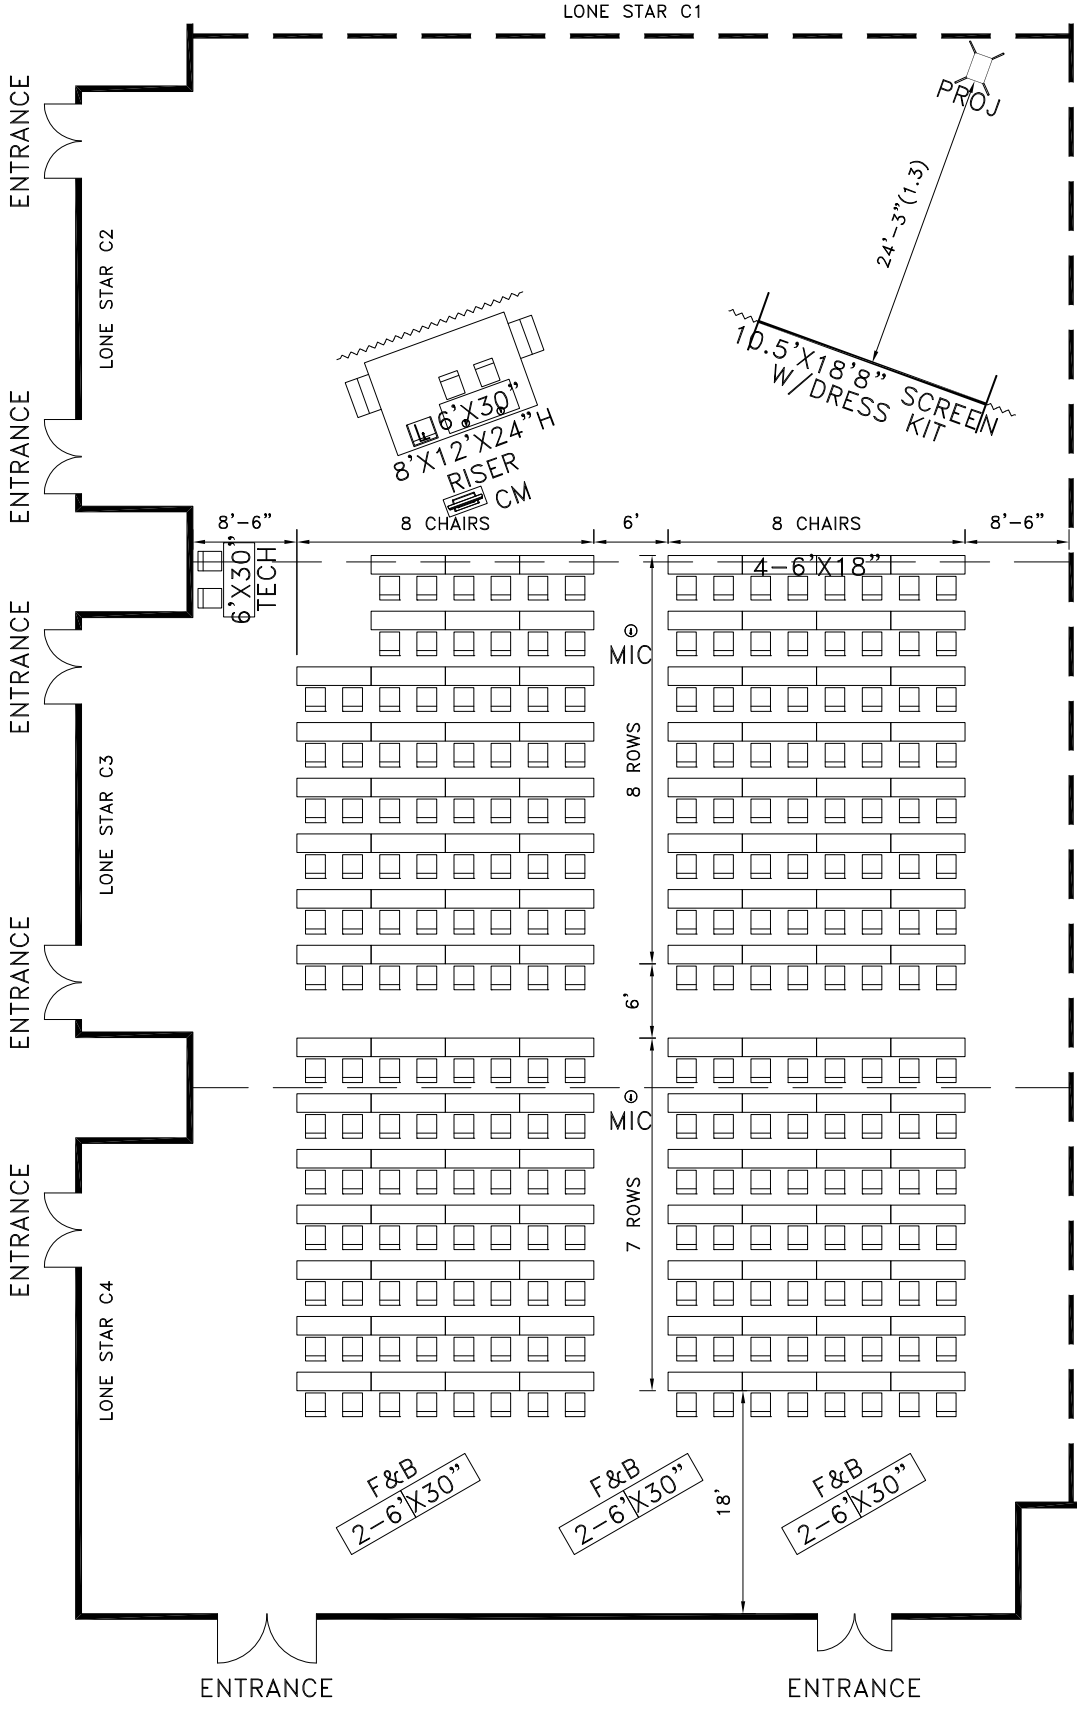 LONE STAR C1
ENTRANCE
PROJ
24'-3"(1.3)
LONE STAR C2
10.5'X18'8" SCREEN
W/DRESS KIT
6'X30"
8'X12'X24"H
RISER
CM
ENTRANCE
8'-6"
8 CHAIRS
6'
8 CHAIRS
8'-6"
6'X30"
TECH
4-6'X18"
MIC
ENTRANCE
8 ROWS
LONE STAR C3
ENTRANCE
6'
MIC
7 ROWS
ENTRANCE
LONE STAR C4
F&B
2-6'X30"
F&B
2-6'X30"
F&B
2-6'X30"
18'
ENTRANCE
ENTRANCE